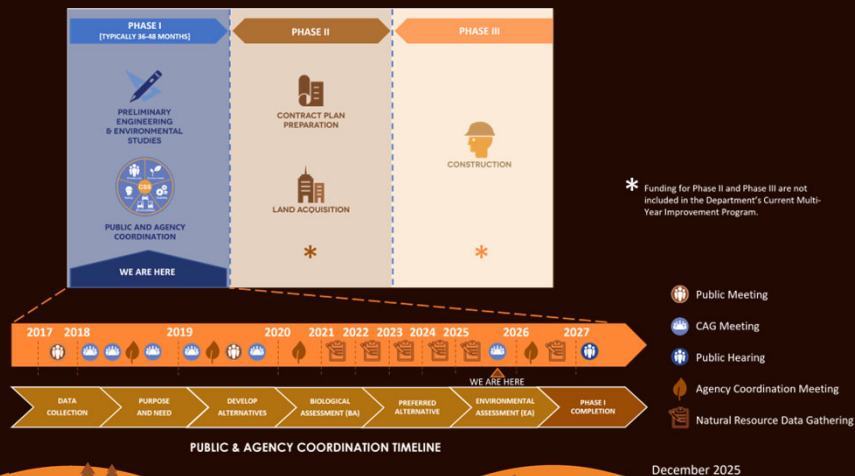 PHASE I
[TYPICALLY 36-48 MONTHS]
PHASE II
PHASE III
PRELIMINARY
ENGINEERING
& ENVIRONMENTAL
STUDIES
CSS
PUBLIC AND AGENCY
COORDINATION
WE ARE HERE
CONTRACT PLAN
PREPARATION
LAND ACQUISITION
*
CONSTRUCTION
*
* Funding for Phase II and Phase III are not
included in the Department's Current Multi-
Year Improvement Program.
Public Meeting
CAG Meeting
Public Hearing
Agency Coordination Meeting
Natural Resource Data Gathering
2017 2018 2019 2020 2021 2022 2023 2024 2025 2026 2027
WE ARE HERE
DATA
COLLECTION
PURPOSE
AND NEED
DEVELOP
ALTERNATIVES
BIOLOGICAL
ASSESSMENT (BA)
PREFERRED
ALTERNATIVE
ENVIRONMENTAL
ASSESSMENT (EA)
PHASE I
COMPLETION
PUBLIC & AGENCY COORDINATION TIMELINE
December 2025